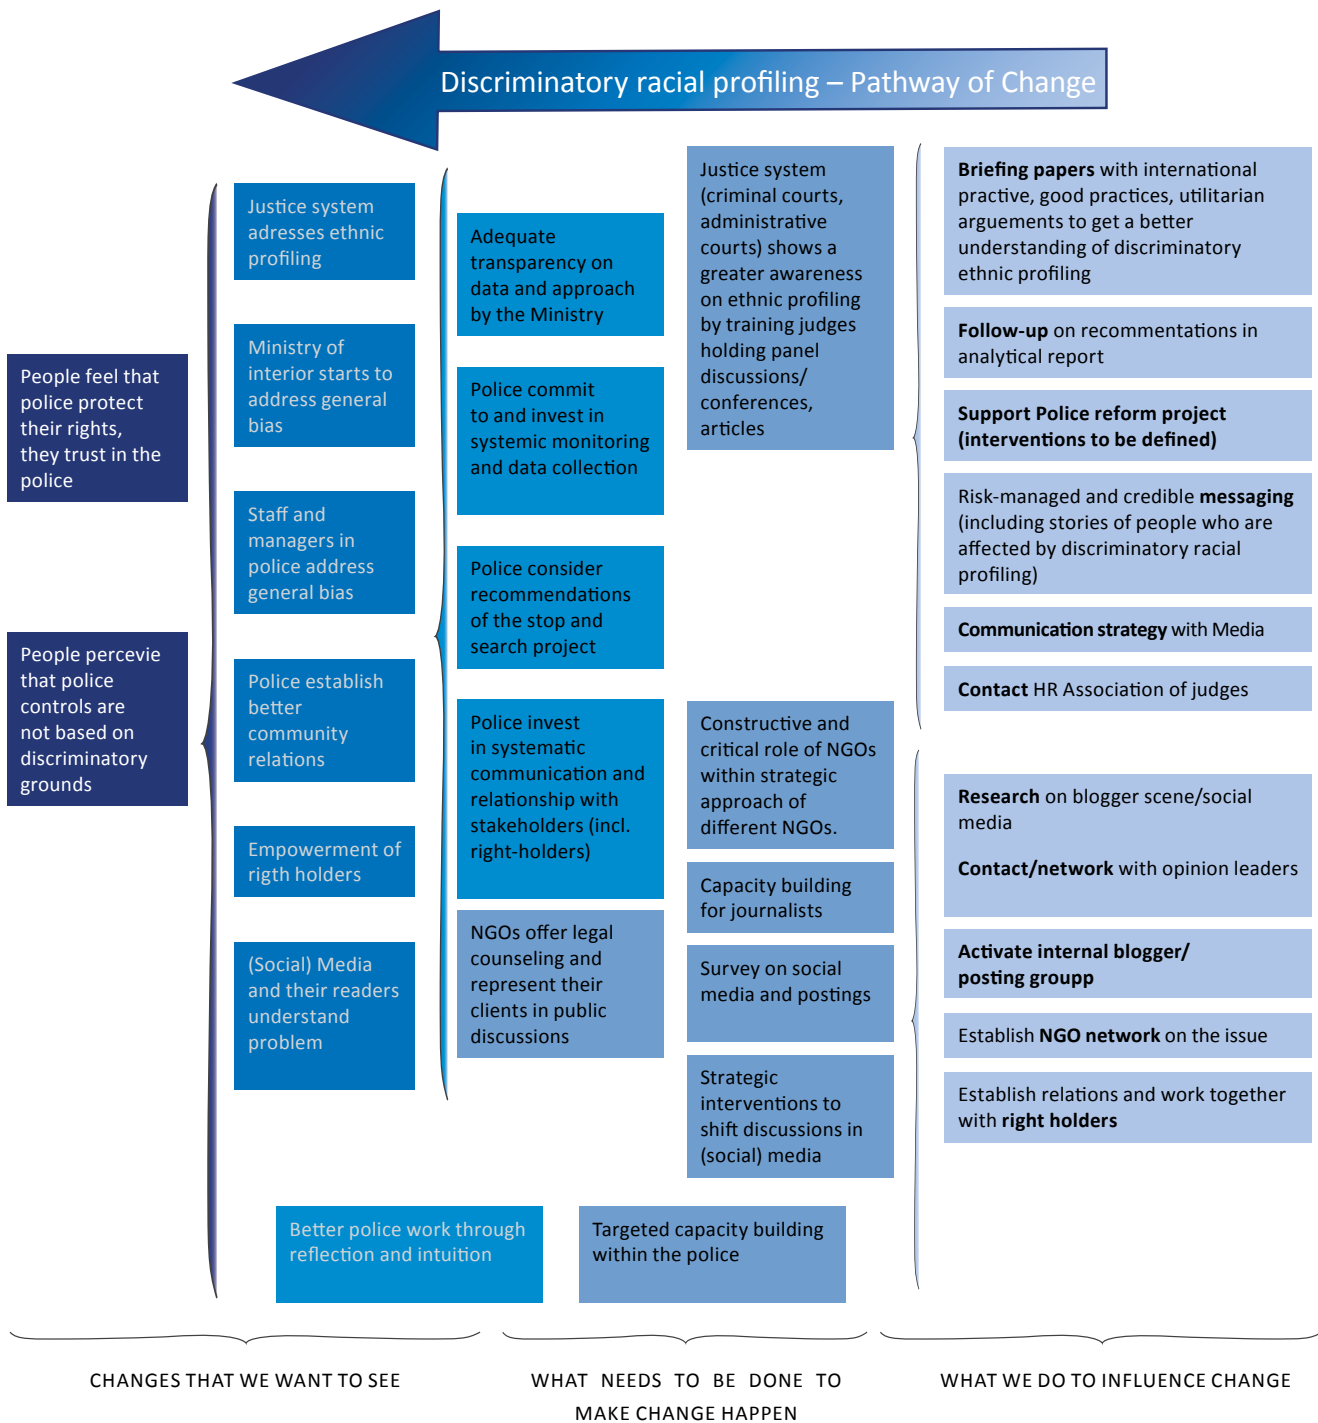 Discriminatory racial profiling – Pathway of Change
People feel that
police protect
their rights,
they trust in the
police
People percevie
that police
controls are
not based on
discriminatory
grounds
Justice system
adresses ethnic
profiling
Ministry of
interior starts to
address general
bias
Staff and
managers in
police address
general bias
Police establish
better
community
relations
Empowerment of
rigth holders
(Social) Media
and their readers
understand
problem
Adequate
transparency on
data and approach
by the Ministry
Police commit
to and invest in
systemic monitoring
and data collection
Police consider
recommendations
of the stop and
search project
Police invest
in systematic
communication and
relationship with
stakeholders (incl.
right-holders)
NGOs offer legal
counseling and
represent their
clients in public
discussions
Justice system
(criminal courts,
administrative
courts) shows a
greater awareness
on ethnic profiling
by training judges
holding panel
discussions/
conferences,
articles
Constructive and
critical role of NGOs
within strategic
approach of
different NGOs.
Capacity building
for journalists
Survey on social
media and postings
Strategic
interventions to
shift discussions in
(social) media
Briefing papers with international
practive, good practices, utilitarian
arguements to get a better
understanding of discriminatory
ethnic profiling
Follow-up on recommentations in
analytical report
Support Police reform project
(interventions to be defined)
Risk-managed and credible messaging
(including stories of people who are
affected by discriminatory racial
profiling)
Communication strategy with Media
Contact HR Association of judges
Research on blogger scene/social
media
Contact/network with opinion leaders
Activate internal blogger/
posting groupp
Establish NGO network on the issue
Establish relations and work together
with right holders
Better police work through
reflection and intuition
Targeted capacity building
within the police
CHANGES THAT WE WANT TO SEE
WHAT NEEDS TO BE DONE TO
MAKE CHANGE HAPPEN
WHAT WE DO TO INFLUENCE CHANGE